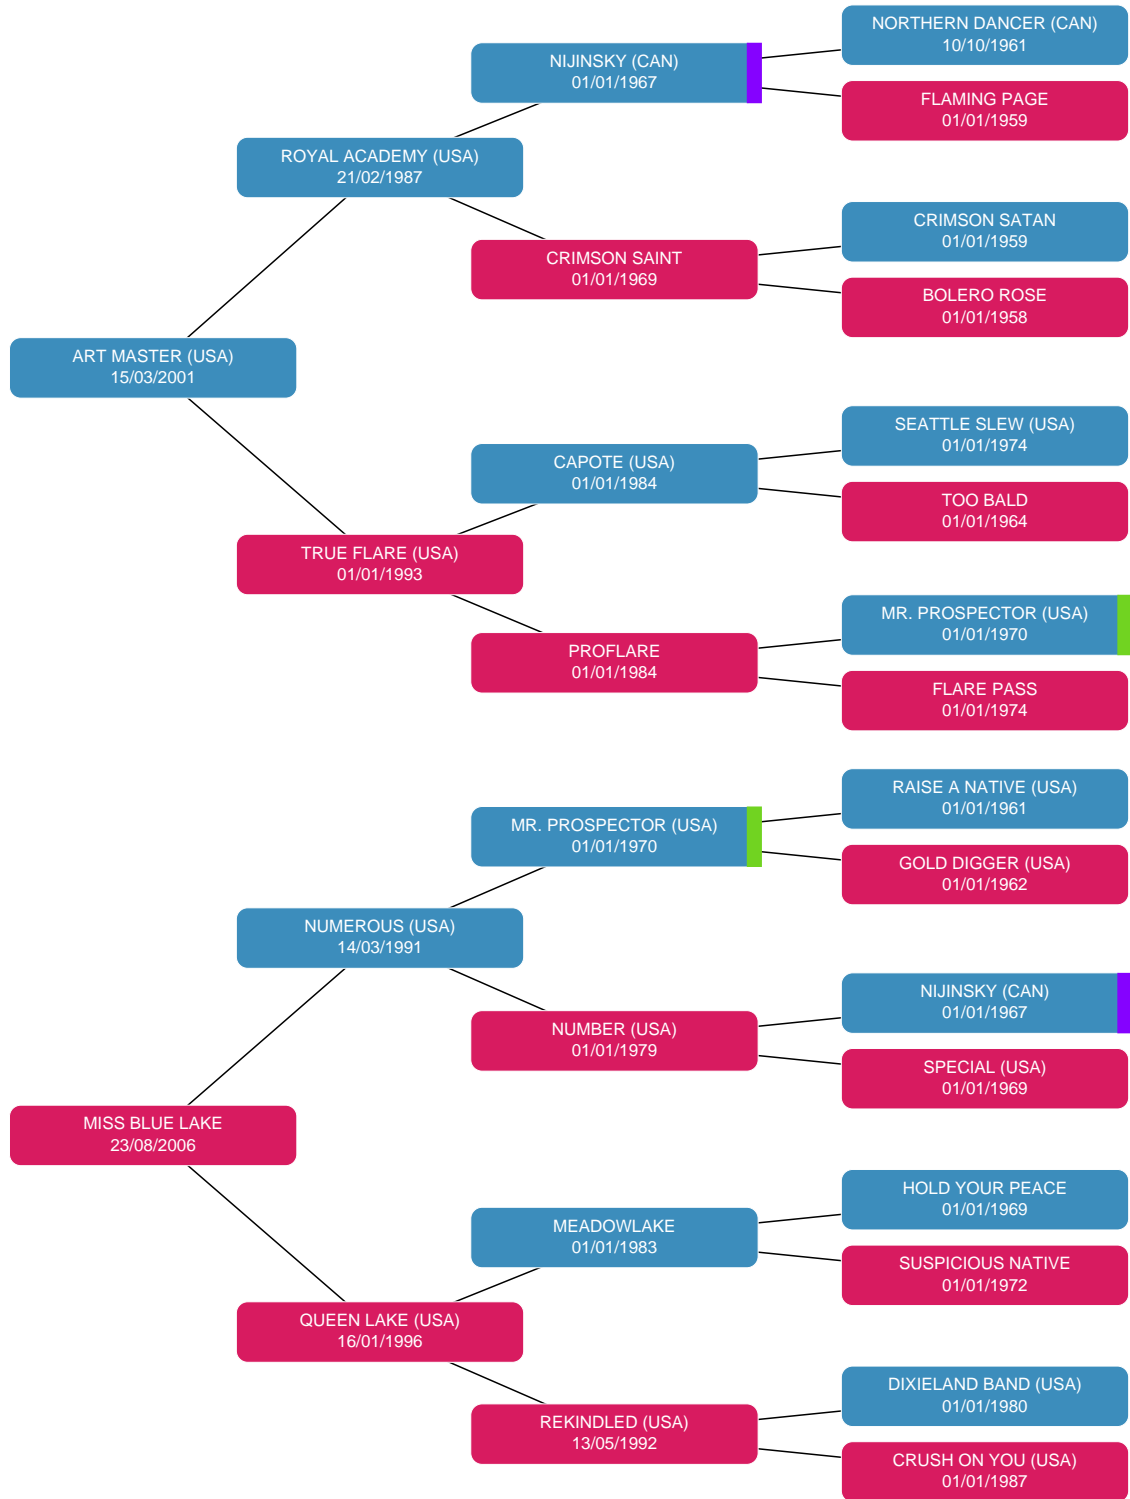 NORTHERN DANCER (CAN)
10/10/1961
NIJINSKY (CAN)
01/01/1967
FLAMING PAGE
01/01/1959
ROYAL ACADEMY (USA)
21/02/1987
CRIMSON SATAN
01/01/1959
CRIMSON SAINT
01/01/1969
BOLERO ROSE
01/01/1958
ART MASTER (USA)
15/03/2001
SEATTLE SLEW (USA)
01/01/1974
CAPOTE (USA)
01/01/1984
TOO BALD
01/01/1964
TRUE FLARE (USA)
01/01/1993
MR. PROSPECTOR (USA)
01/01/1970
PROFLARE
01/01/1984
FLARE PASS
01/01/1974
RAISE A NATIVE (USA)
01/01/1961
MR. PROSPECTOR (USA)
01/01/1970
GOLD DIGGER (USA)
01/01/1962
NUMEROUS (USA)
14/03/1991
NIJINSKY (CAN)
01/01/1967
NUMBER (USA)
01/01/1979
SPECIAL (USA)
01/01/1969
MISS BLUE LAKE
23/08/2006
HOLD YOUR PEACE
01/01/1969
MEADOWLAKE
01/01/1983
SUSPICIOUS NATIVE
01/01/1972
QUEEN LAKE (USA)
16/01/1996
DIXIELAND BAND (USA)
01/01/1980
REKINDLED (USA)
13/05/1992
CRUSH ON YOU (USA)
01/01/1987